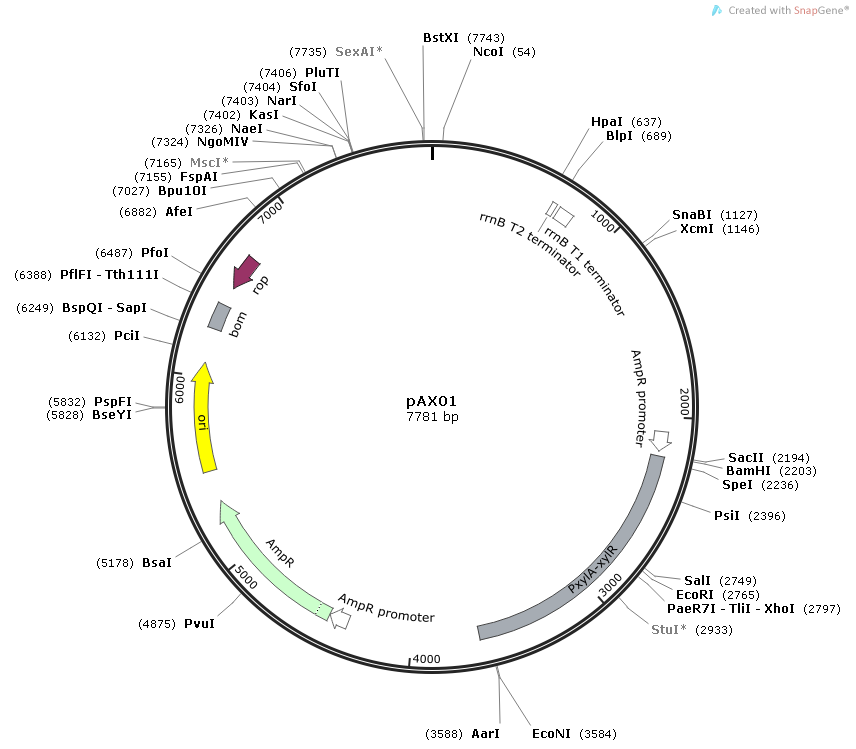 Created with SnapGene®
BstXI (7743)
(7735) SexAI*
NcoI (54)
(7406) PluTI
(7404) SfoI
(7403) NarI
(7402) KasI
(7326) NaeI
(7324) NgoMIV
(7165) MscI*
(7155) FspAI
(7027) Bpu10I
(6882) AfeI
(6487) PfoI
(6388) PflFI - Tth111I
(6249) BspQI - SapI
(6132) PciI
(5832) PspFI
(5828) BseYI
(5178) BsaI
(4875) PvuI
HpaI (637)
BlpI (689)
SnaBI (1127)
XcmI (1146)
SacII (2194)
BamHI (2203)
SpeI (2236)
PsiI (2396)
SalI (2749)
EcoRI (2765)
PaeR7I - TliI - XhoI (2797)
StuI* (2933)
(3588) AarI
EcoNI (3584)
1000
2000
3000
4000
5000
6000
7000
rrnB T2 terminator
rrnB T1 terminator
AmpR promoter
PxylA-xylR
AmpR promoter
AmpR
ori
bom
rop
pAX01
7781 bp